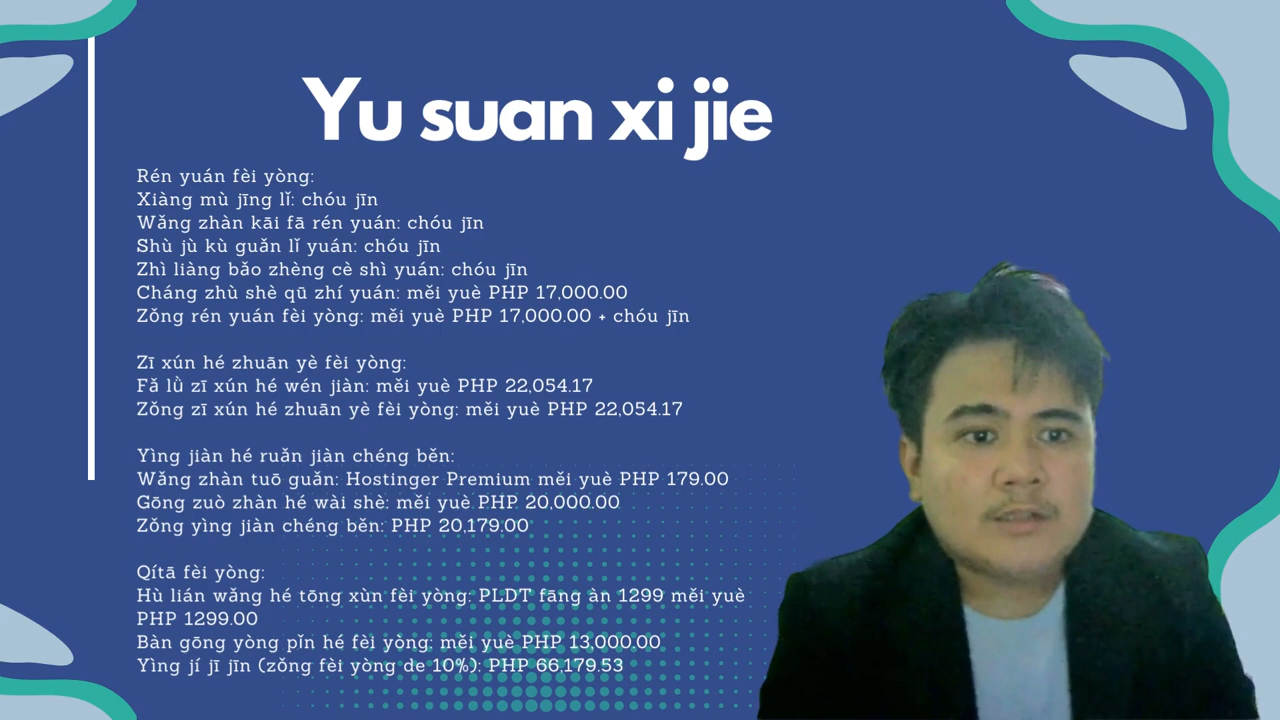 Yu suan xi jie
Rén yuán fèi yòng:
Xiàng mù jīng lǐ: chóu jīn
Wǎng zhàn kāi fā rén yuán: chóu jīn
Shù jù kù guǎn lǐ yuán: chóu jīn
Zhì liàng bǎo zhèng cè shì yuán: chóu jīn
Cháng zhù shè qū zhí yuán: měi yuè PHP 17,000.00
Zǒng rén yuán fèi yòng: měi yuè PHP 17,000.00 + chóu jīn
Zī xún hé zhuān yè fèi yòng:
Fǎ lǜ zī xún hé wén jiàn: měi yuè PHP 22,054.17
Zǒng zī xún hé zhuān yè fèi yòng: měi yuè PHP 22,054.17
Yìng jiàn hé ruǎn jiàn chéng běn:
Wǎng zhàn tuō guǎn: Hostinger Premium měi yuè PHP 179.00
Gōng zuò zhàn hé wài shè: měi yuè PHP 20,000.00
Zǒng yìng jiàn chéng běn: PHP 20,179.00
Qítā fèi yòng:
Hù lián wǎng hé tōng xùn fèi yòng: PLDT fāng àn 1299 měi yuè
PHP 1299.00
Bàn gōng yòng pǐn hé fèi yòng: měi yuè PHP 13,000.00
Yìng jí jī jīn (zǒng fèi yòng de 10%): PHP 66,179.53